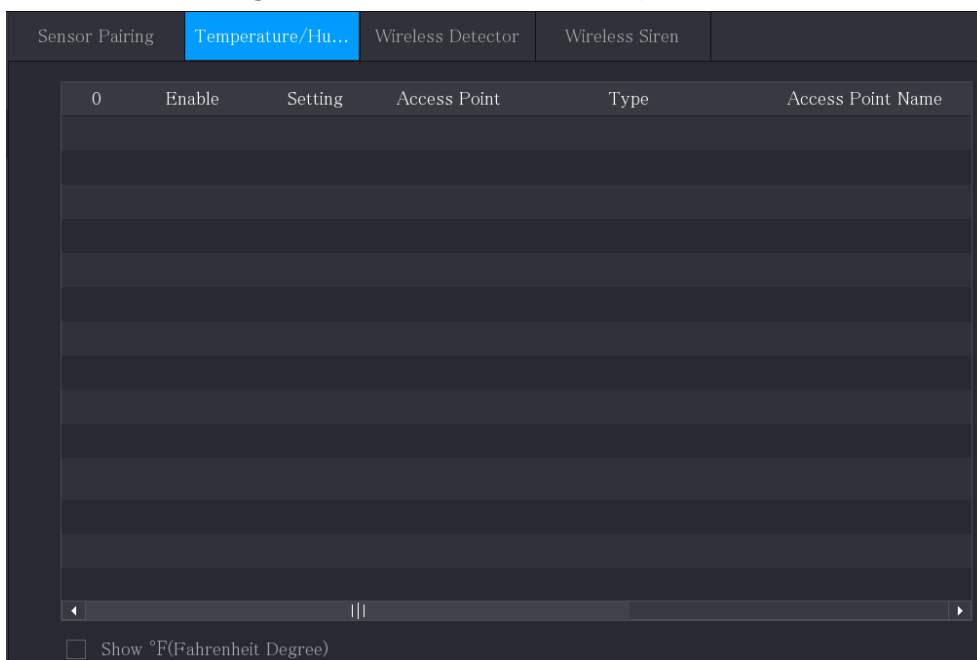 Sensor Pairing Temperature/Hu... Wireless Detector Wireless Siren
0 Enable Setting Access Point Type Access Point Name
Show °F(Fahrenheit Degree)